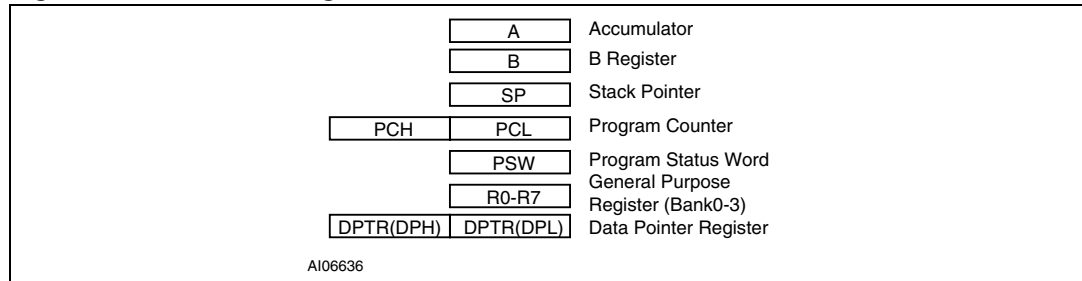 A Accumulator
B B Register
SP Stack Pointer
PCH PCL Program Counter
PSW Program Status Word
R0-R7 General Purpose
Register (Bank0-3)
DPTR(DPH) DPTR(DPL) Data Pointer Register
AI06636